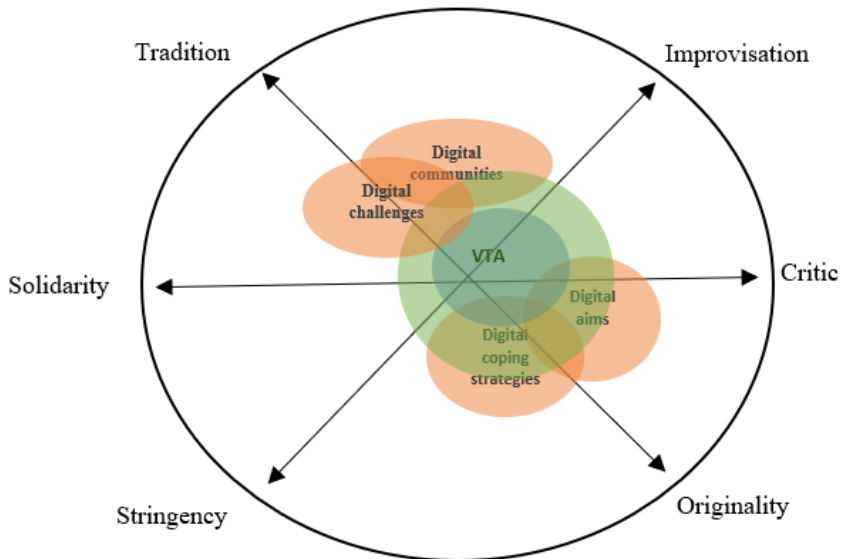 Tradition
Improvisation
Digital
communities
Digital
challenges
VTA
Solidarity
Critic
Digital
aims
Digital
coping
strategies
Stringency
Originality